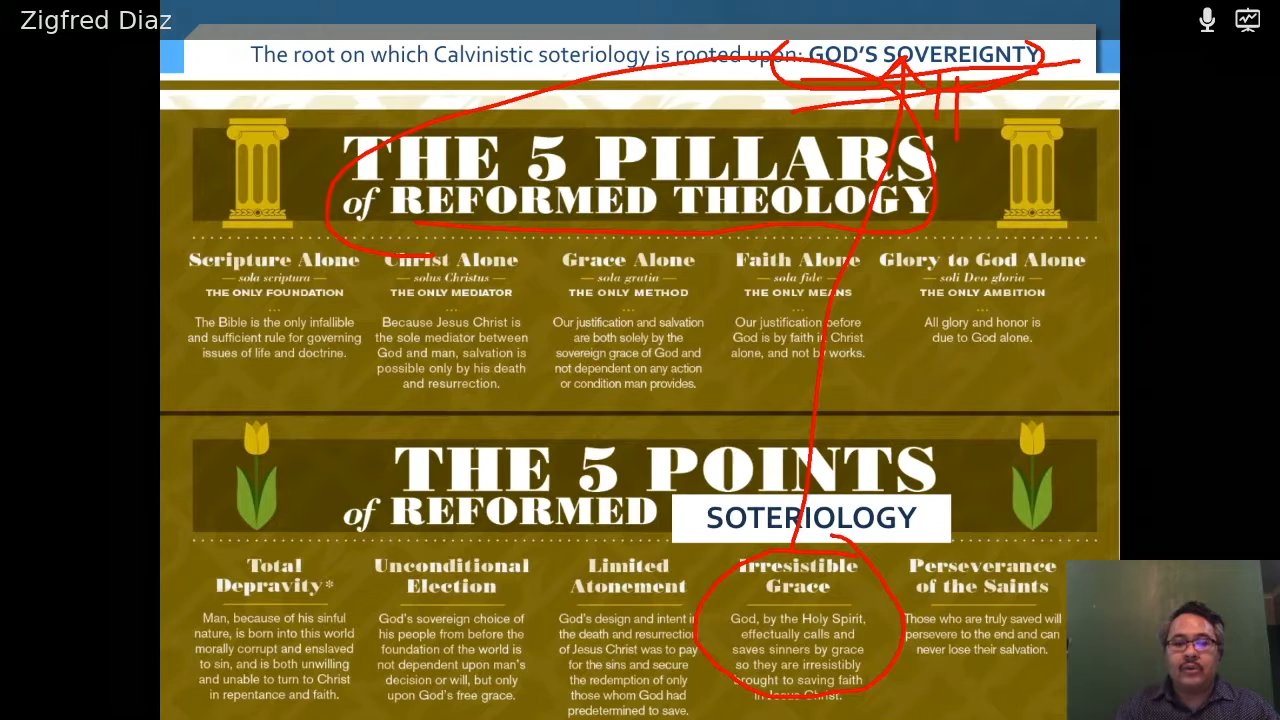 Zigfred Diaz
The root on which Calvinistic soteriology is rooted upon: GOD'S SOVEREIGNTY
THE 5 PILLARS
of REFORMED THEOLOGY
Scripture Alone
sola scriptura
THE ONLY FOUNDATION
...
The Bible is the only infallible
and sufficient rule for governing
issues of life and doctrine.
Christ Alone
solus Christus
THE ONLY MEDIATOR
...
Because Jesus Christ is
the sole mediator between
God and man, salvation is
possible only by his death
and resurrection.
Grace Alone
sola gratia
THE ONLY METHOD
...
Our justification and salvation
are both solely by the
sovereign grace of God and
not dependent on any action
or condition man provides.
Faith Alone
sola fide
THE ONLY MEANS
...
Our justification before
God is by faith in Christ
alone, and not by works.
Glory to God Alone
soli Deo gloria
THE ONLY AMBITION
...
All glory and honor is
due to God alone.
THE 5 POINTS
of REFORMED SOTERIOLOGY
Total
Depravity*
Man, because of his sinful
nature, is born into this world
morally corrupt and enslaved
to sin, and is both unwilling
and unable to turn to Christ
in repentance and faith.
Unconditional
Election
God's sovereign choice of
his people from before the
foundation of the world is
not dependent upon man's
decision or will, but only
upon God's free grace.
Limited
Atonement
God's design and intent in
the death and resurrection
of Jesus Christ was to pay
for the sins and secure
the redemption of only
those whom God had
predetermined to save.
Irresistible
Grace
God, by the Holy Spirit,
effectually calls and
saves sinners by grace
so they are irresistibly
brought to saving faith
in Jesus Christ.
Perseverance
of the Saints
Those who are truly saved will
persevere to the end and can
never lose their salvation.